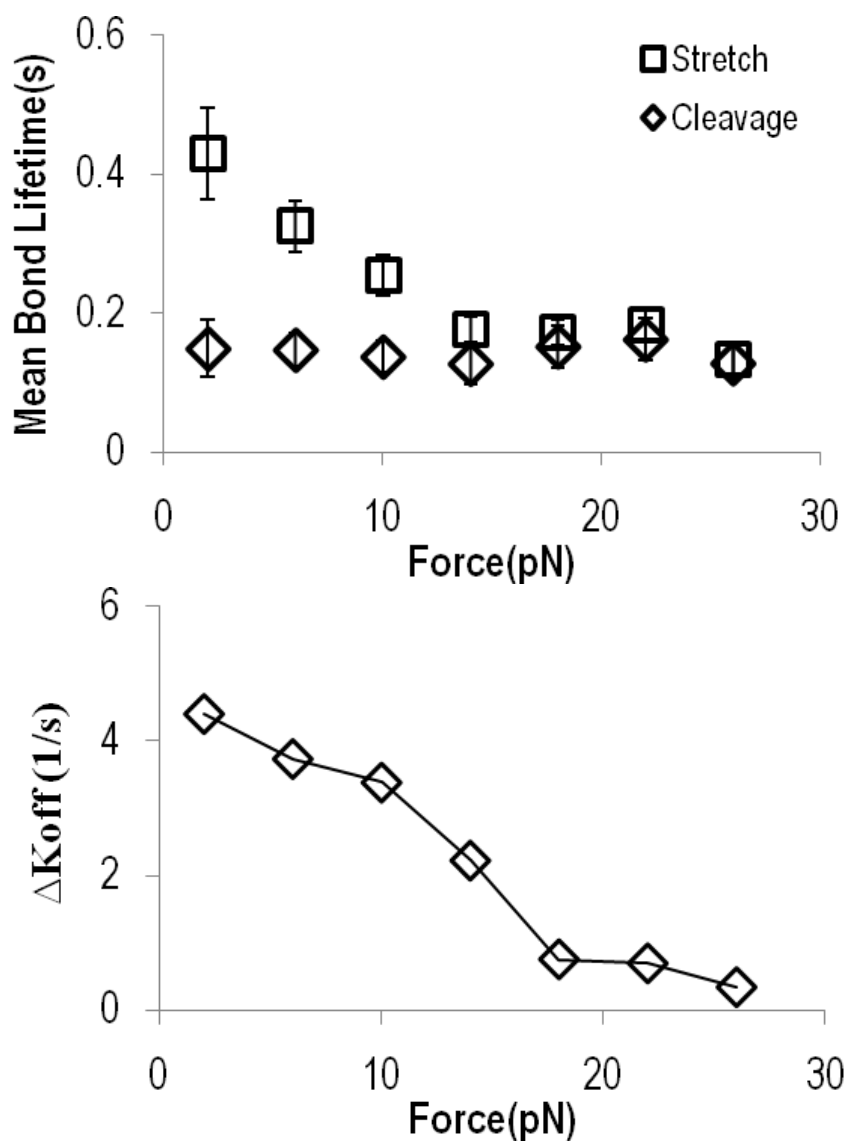 0.6
Stretch
Cleavage
0.4
0.2
0
0 10 20 30
Mean Bond Lifetime(s)
Force(pN)
6
4
2
0
0 10 20 30
ΔKoff (1/s)
Force(pN)